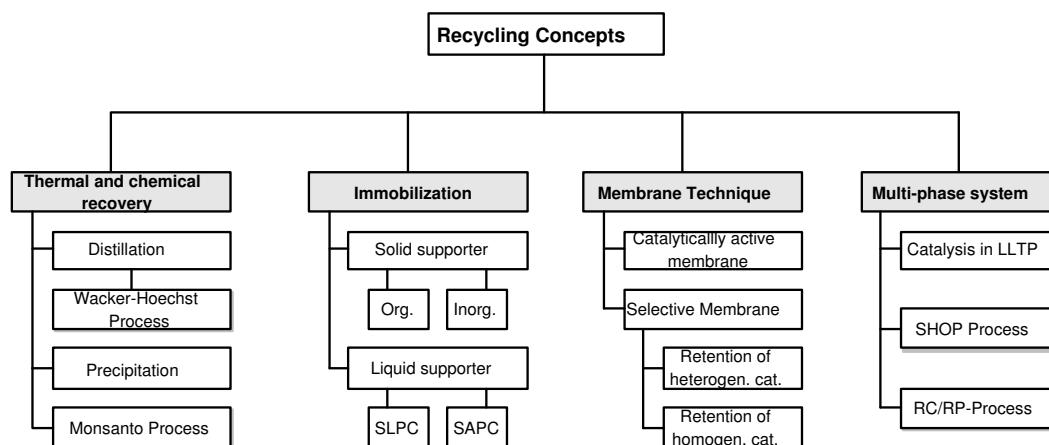 Recycling Concepts
Thermal and chemical
recovery
Immobilization
Membrane Technique
Multi-phase system
Distillation
Wacker-Hoechst
Process
Precipitation
Monsanto Process
Solid supporter
Org.
Inorg.
Liquid supporter
SLPC
SAPC
Catalyticallly active
membrane
Selective Membrane
Retention of
heterogen. cat.
Retention of
homogen. cat.
Catalysis in LLTP
SHOP Process
RC/RP-Process